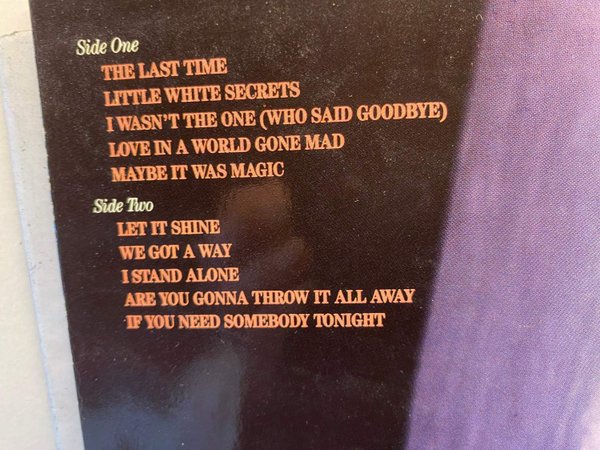 Side One
THE LAST TIME
LITTLE WHITE SECRETS
I WASN'T THE ONE (WHO SAID GOODBYE)
LOVE IN A WORLD GONE MAD
MAYBE IT WAS MAGIC
Side Two
LET IT SHINE
WE GOT A WAY
I STAND ALONE
ARE YOU GONNA THROW IT ALL AWAY
IF YOU NEED SOMEBODY TONIGHT